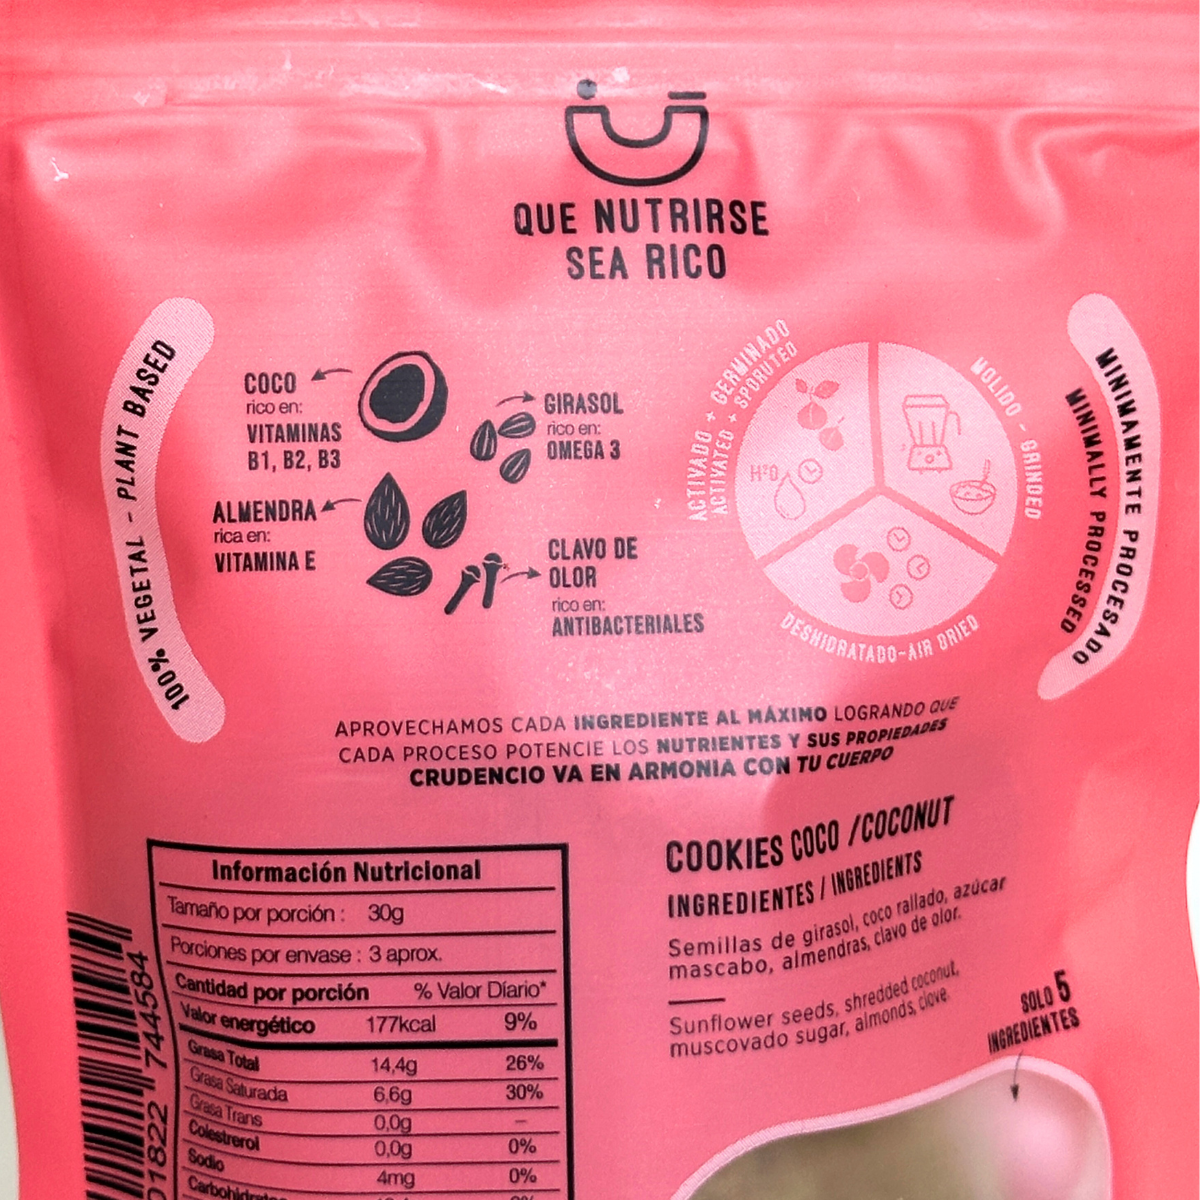 QUE NUTRIRSE
SEA RICO
100% VEGETAL - PLANT BASED
COCO
rico en:
VITAMINAS
B1, B2, B3
GIRASOL
rico en:
OMEGA 3
ALMENDRA
rica en:
VITAMINA E
CLAVO DE
OLOR
rico en:
ANTIBACTERIALES
ACTIVADO + GERMINADO
ACTIVATED + SPORUTED
H²O
MOLIDO - GRINDED
DESHIDRATADO-AIR DRIED
MINIMAMENTE PROCESADO
MINIMALLY PROCESSED
APROVECHAMOS CADA INGREDIENTE AL MÁXIMO LOGRANDO QUE
CADA PROCESO POTENCIE LOS NUTRIENTES Y SUS PROPIEDADES
CRUDENCIO VA EN ARMONIA CON TU CUERPO
COOKIES COCO /COCONUT
INGREDIENTES / INGREDIENTS
Semillas de girasol, coco rallado, azúcar
mascabo, almendras, clavo de olor.
Sunflower seeds, shredded coconut,
muscovado sugar, almonds, clove.
SOLO 5
INGREDIENTES
Información Nutricional
Tamaño por porción : 30g
Porciones por envase : 3 aprox.
Cantidad por porción % Valor Díario*
Valor energético 177kcal 9%
Grasa Total 14,4g 26%
Grasa Saturada 6,6g 30%
Grasa Trans 0,0g –
Colestrerol 0,0g 0%
Sodio 4mg 0%
01822 744584